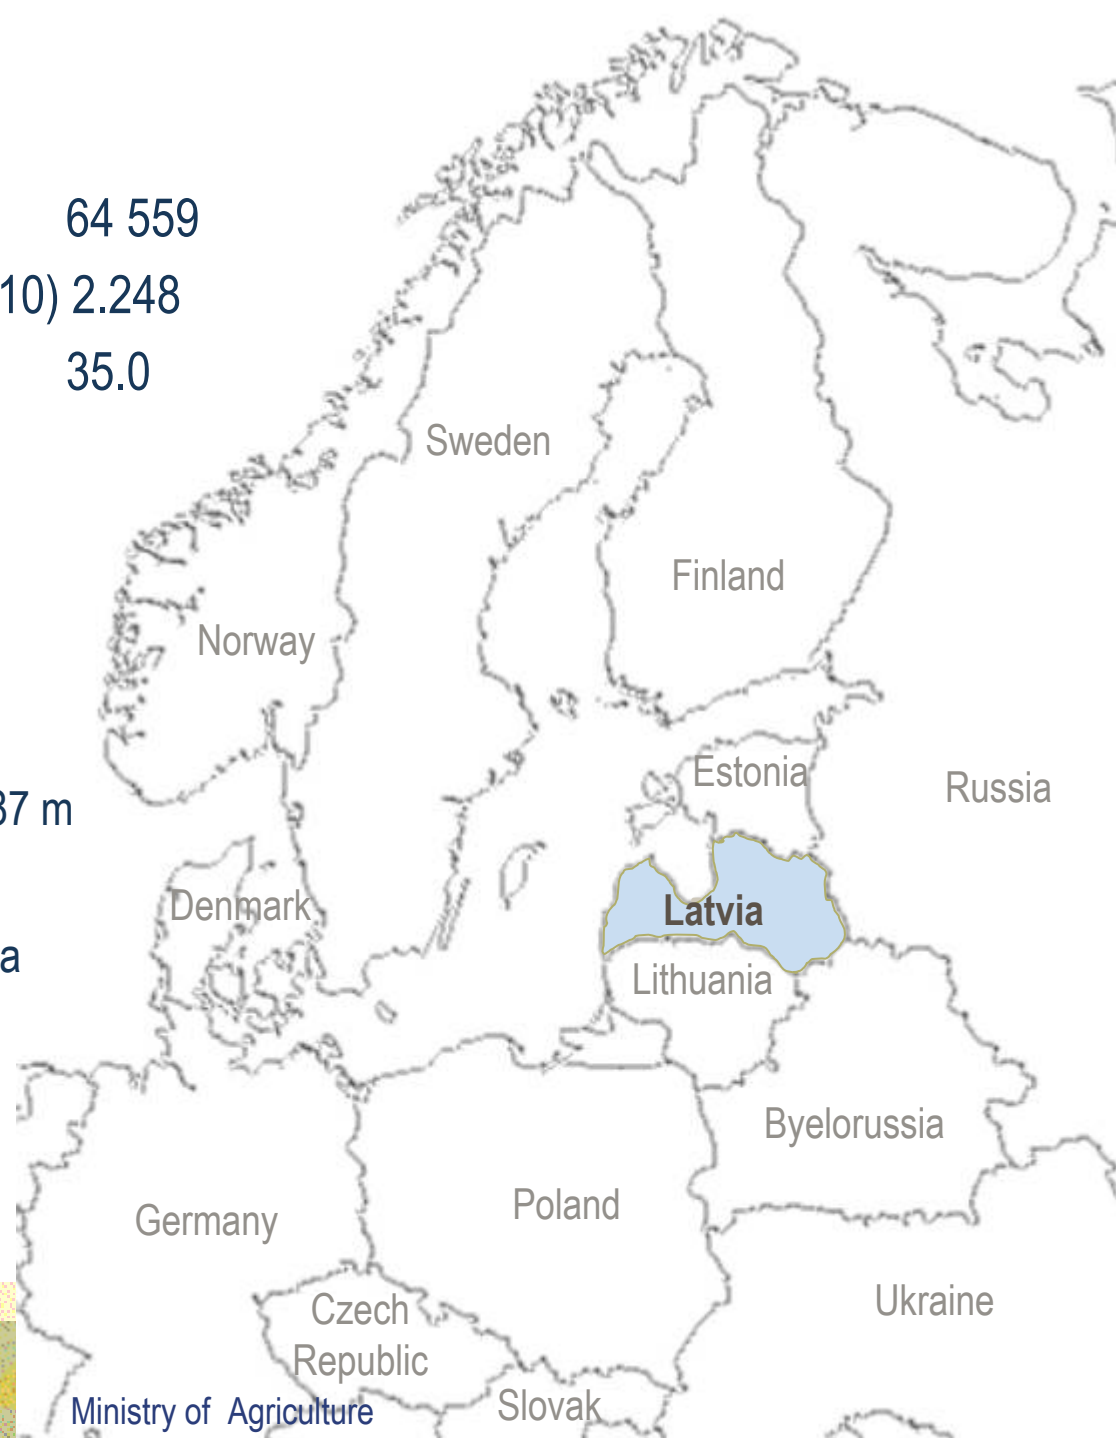 64 559
10) 2.248
35.0
Sweden
Finland
Norway
Estonia
Russia
37 m
Denmark
Latvia
a
Lithuania
Byelorussia
Poland
Germany
Ukraine
Czech
Republic
Slovak
Ministry of Agriculture